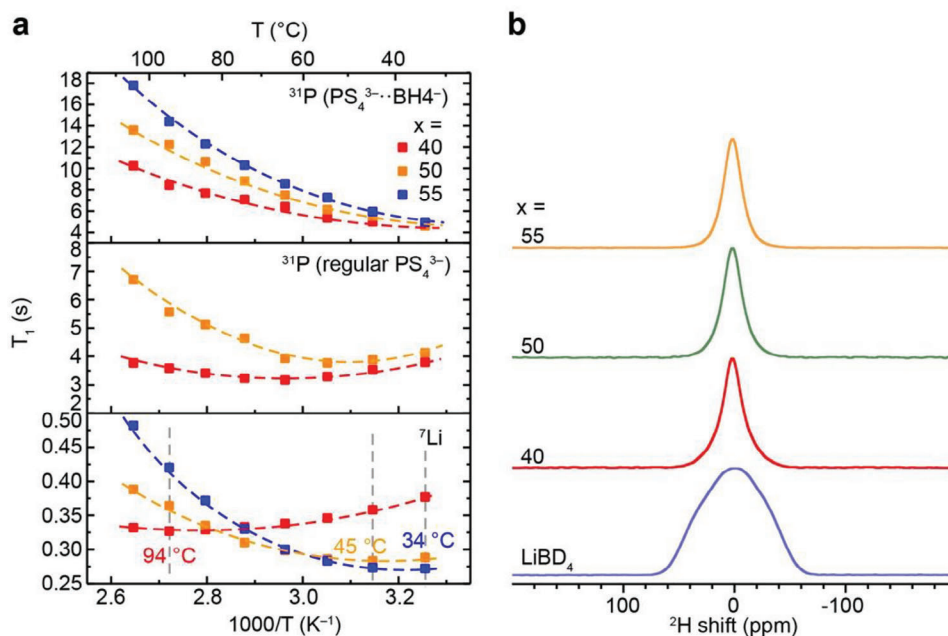 a
T (°C)
100 80 60 40
18
16
14
12
10
8
6
4
³¹P (PS₄³⁻··BH4⁻)
x =
40
50
55
8
7
6
5
4
3
2
³¹P (regular PS₄³⁻)
T₁ (s)
0.50
0.45
0.40
0.35
0.30
0.25
⁷Li
94 °C
45 °C
34 °C
2.6 2.8 3.0 3.2
1000/T (K⁻¹)
b
x =
55
50
40
LiBD₄
100 0 -100
²H shift (ppm)